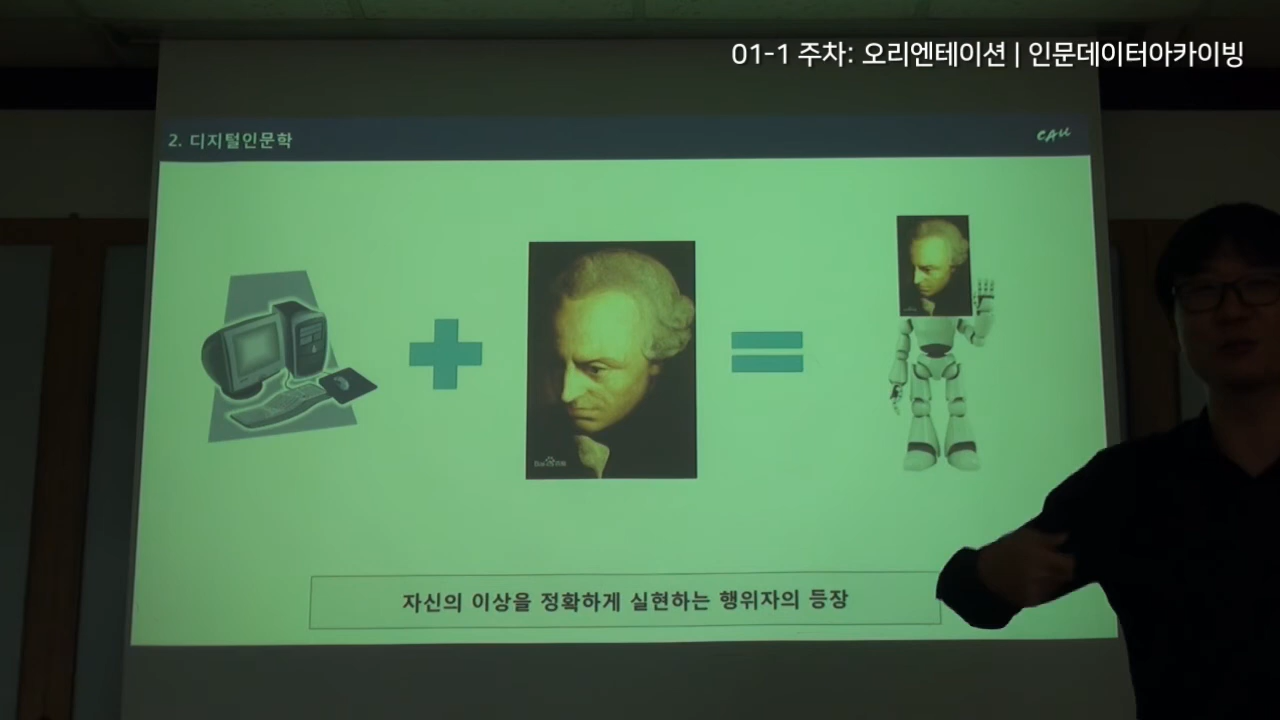 01-1 주차: 오리엔테이션 | 인문데이터아카이빙
2. 디지털인문학
CAU
자신의 이상을 정확하게 실현하는 행위자의 등장